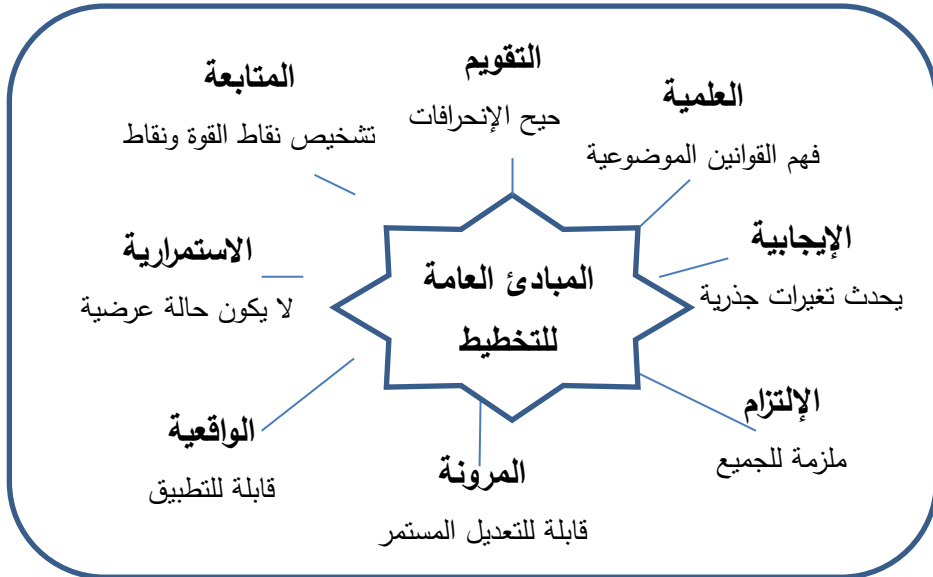 المبادئ العامة
للتخطيط
العلمية
فهم القوانين الموضوعية
الإيجابية
يحدث تغيرات جذرية
الإلتزام
ملزمة للجميع
المرونة
قابلة للتعديل المستمر
الواقعية
قابلة للتطبيق
الاستمرارية
لا يكون حالة عرضية
المتابعة
تشخيص نقاط القوة ونقاط
التقويم
حيح الإنحرافات